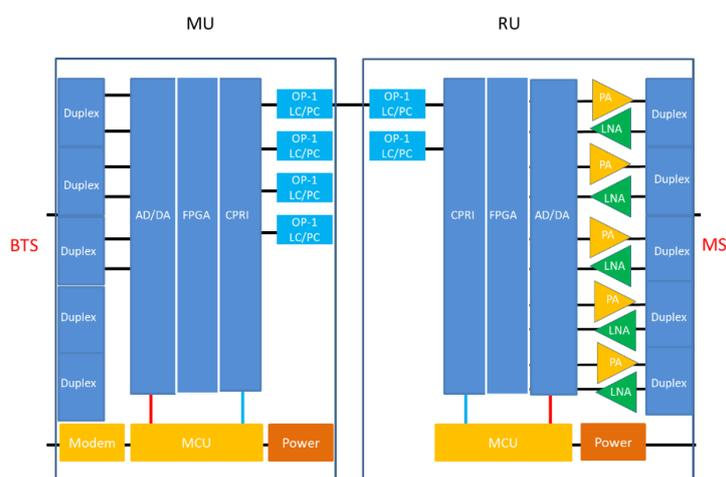 MU
RU
BTS
Duplex
Duplex
Duplex
Duplex
Duplex
AD/DA
FPGA
CPRI
OP-1
LC/PC
OP-1
LC/PC
OP-1
LC/PC
OP-1
LC/PC
Modem
MCU
Power
OP-1
LC/PC
OP-1
LC/PC
CPRI
FPGA
AD/DA
PA
LNA
PA
LNA
PA
LNA
PA
LNA
PA
LNA
Duplex
Duplex
Duplex
Duplex
Duplex
MS
MCU
Power